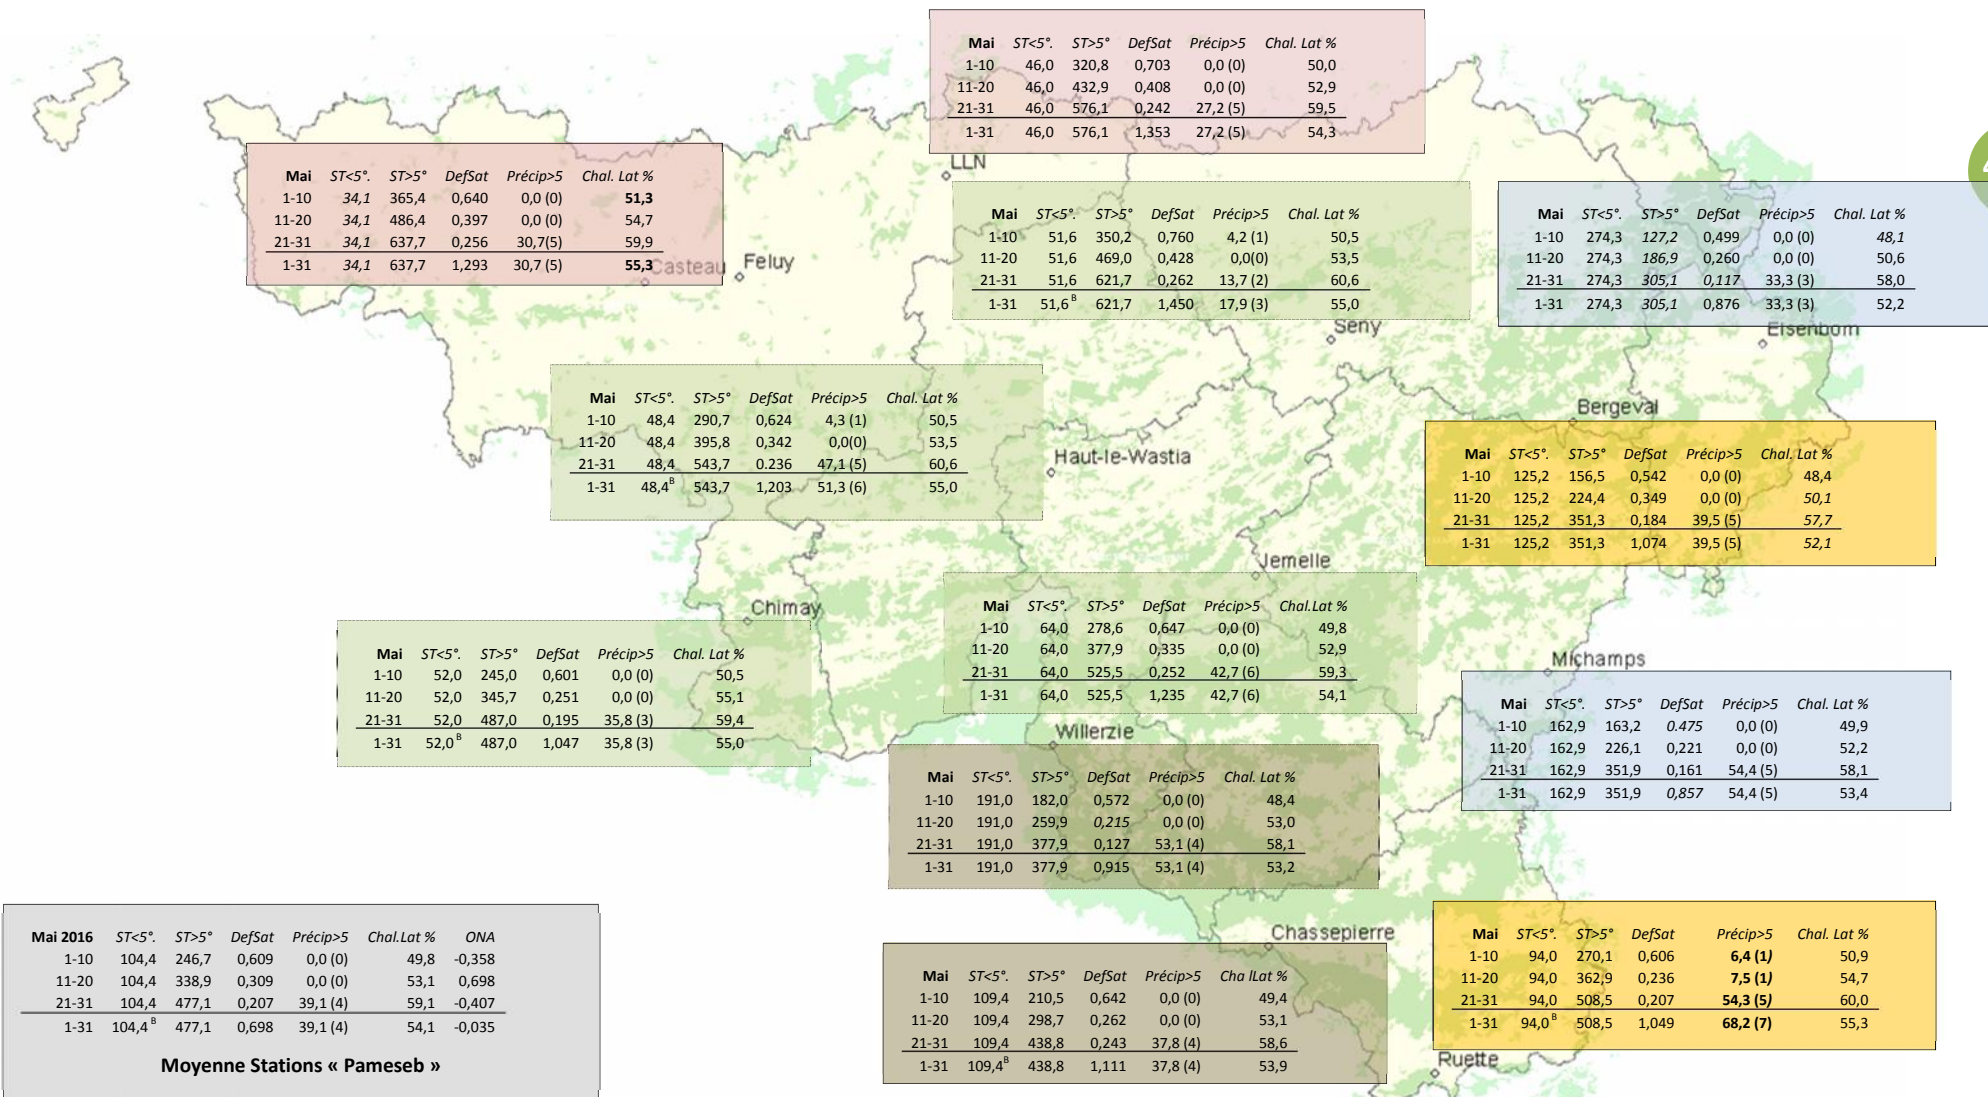 Mai ST<5°. ST>5° DefSat Précip>5 Chal. Lat %
1-10 46,0 320,8 0,703 0,0 (0) 50,0
11-20 46,0 432,9 0,408 0,0 (0) 52,9
21-31 46,0 576,1 0,242 27,2 (5) 59,5
1-31 46,0 576,1 1,353 27,2 (5) 54,3
LLN
Mai ST<5°. ST>5° DefSat Précip>5 Chal. Lat %
1-10 34,1 365,4 0,640 0,0 (0) 51,3
11-20 34,1 486,4 0,397 0,0 (0) 54,7
21-31 34,1 637,7 0,256 30,7(5) 59,9
1-31 34,1 637,7 1,293 30,7 (5) 55,3
Casteau
Feluy
Mai ST<5°. ST>5° DefSat Précip>5 Chal. Lat %
1-10 51,6 350,2 0,760 4,2 (1) 50,5
11-20 51,6 469,0 0,428 0,0(0) 53,5
21-31 51,6 621,7 0,262 13,7 (2) 60,6
1-31 51,6 B 621,7 1,450 17,9 (3) 55,0
Seny
Mai ST<5°. ST>5° DefSat Précip>5 Chal. Lat %
1-10 274,3 127,2 0,499 0,0 (0) 48,1
11-20 274,3 186,9 0,260 0,0 (0) 50,6
21-31 274,3 305,1 0,117 33,3 (3) 58,0
1-31 274,3 305,1 0,876 33,3 (3) 52,2
Elsenborn
Mai ST<5°. ST>5° DefSat Précip>5 Chal. Lat %
1-10 48,4 290,7 0,624 4,3 (1) 50,5
11-20 48,4 395,8 0,342 0,0(0) 53,5
21-31 48,4 543,7 0.236 47,1 (5) 60,6
1-31 48,4B 543,7 1,203 51,3 (6) 55,0
Haut-le-Wastia
Bergeval
Mai ST<5°. ST>5° DefSat Précip>5 Chal. Lat %
1-10 125,2 156,5 0,542 0,0 (0) 48,4
11-20 125,2 224,4 0,349 0,0 (0) 50,1
21-31 125,2 351,3 0,184 39,5 (5) 57,7
1-31 125,2 351,3 1,074 39,5 (5) 52,1
Jemelle
Mai ST<5°. ST>5° DefSat Précip>5 Chal.Lat %
1-10 64,0 278,6 0,647 0,0 (0) 49,8
11-20 64,0 377,9 0,335 0,0 (0) 52,9
21-31 64,0 525,5 0,252 42,7 (6) 59,3
1-31 64,0 525,5 1,235 42,7 (6) 54,1
Chimay
Mai ST<5°. ST>5° DefSat Précip>5 Chal. Lat %
1-10 52,0 245,0 0,601 0,0 (0) 50,5
11-20 52,0 345,7 0,251 0,0 (0) 55,1
21-31 52,0 487,0 0,195 35,8 (3) 59,4
1-31 52,0 B 487,0 1,047 35,8 (3) 55,0
Michamps
Mai ST<5°. ST>5° DefSat Précip>5 Chal. Lat %
1-10 162,9 163,2 0.475 0,0 (0) 49,9
11-20 162,9 226,1 0,221 0,0 (0) 52,2
21-31 162,9 351,9 0,161 54,4 (5) 58,1
1-31 162,9 351,9 0,857 54,4 (5) 53,4
Willerzie
Mai ST<5°. ST>5° DefSat Précip>5 Chal. Lat %
1-10 191,0 182,0 0,572 0,0 (0) 48,4
11-20 191,0 259,9 0,215 0,0 (0) 53,0
21-31 191,0 377,9 0,127 53,1 (4) 58,1
1-31 191,0 377,9 0,915 53,1 (4) 53,2
Mai 2016 ST<5°. ST>5° DefSat Précip>5 Chal.Lat % ONA
1-10 104,4 246,7 0,609 0,0 (0) 49,8 -0,358
11-20 104,4 338,9 0,309 0,0 (0) 53,1 0,698
21-31 104,4 477,1 0,207 39,1 (4) 59,1 -0,407
1-31 104,4 B 477,1 0,698 39,1 (4) 54,1 -0,035
Moyenne Stations « Pameseb »
Chassepierre
Mai ST<5°. ST>5° DefSat Précip>5 Cha lLat %
1-10 109,4 210,5 0,642 0,0 (0) 49,4
11-20 109,4 298,7 0,262 0,0 (0) 53,1
21-31 109,4 438,8 0,243 37,8 (4) 58,6
1-31 109,4B 438,8 1,111 37,8 (4) 53,9
Mai ST<5°. ST>5° DefSat Précip>5 Chal. Lat %
1-10 94,0 270,1 0,606 6,4 (1) 50,9
11-20 94,0 362,9 0,236 7,5 (1) 54,7
21-31 94,0 508,5 0,207 54,3 (5) 60,0
1-31 94,0 B 508,5 1,049 68,2 (7) 55,3
Ruette